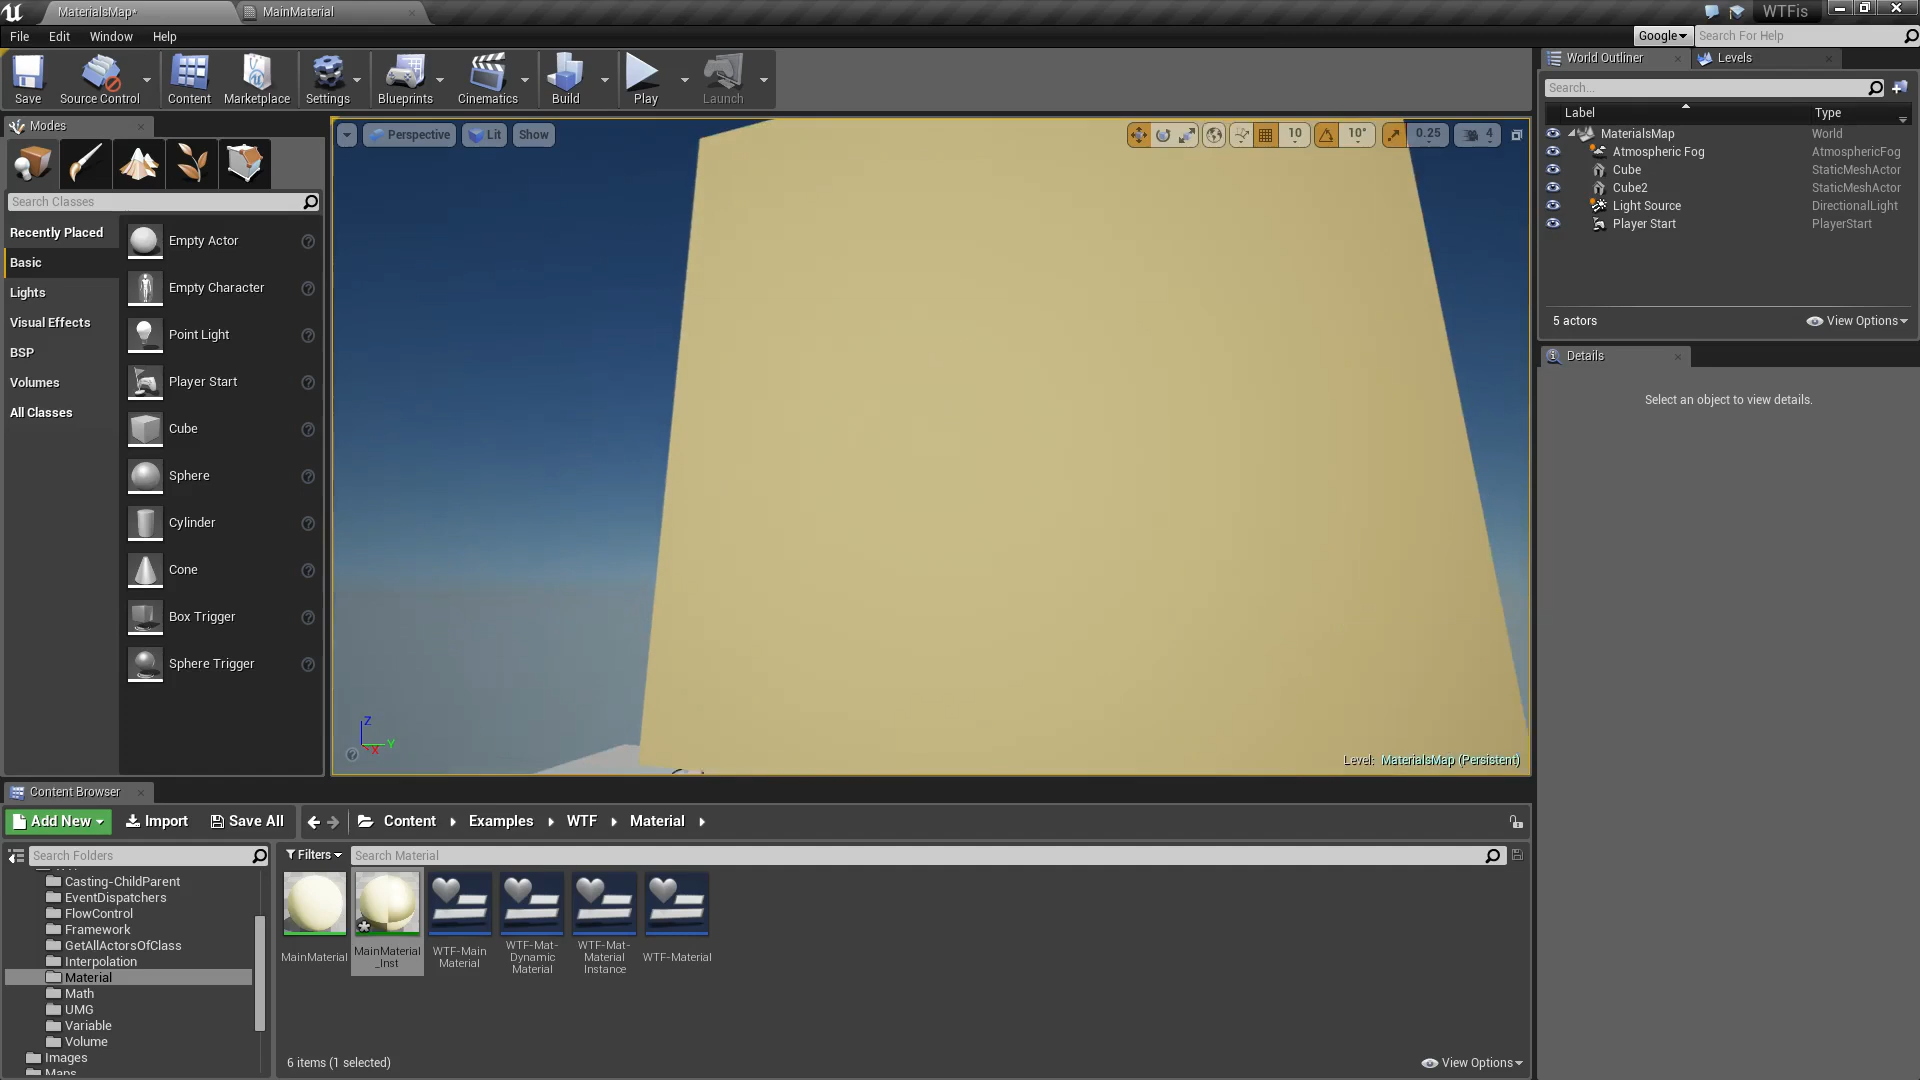 MaterialsMap*
MainMaterial
WTFis
File
Edit
Window
Help
Google
Search For Help
Save
Source Control
Content
Marketplace
Settings
Blueprints
Cinematics
Build
Play
Launch
Modes
Search Classes
Recently Placed
Basic
Lights
Visual Effects
BSP
Volumes
All Classes
Empty Actor
Empty Character
Point Light
Player Start
Cube
Sphere
Cylinder
Cone
Box Trigger
Sphere Trigger
Perspective
Lit
Show
10
10°
0.25
4
Z
X
Y
Level: MaterialsMap (Persistent)
World Outliner
Levels
Search...
Label
Type
MaterialsMap World
Atmospheric Fog AtmosphericFog
Cube StaticMeshActor
Cube2 StaticMeshActor
Light Source DirectionalLight
Player Start PlayerStart
5 actors
View Options
Details
Select an object to view details.
Content Browser
Add New
Import
Save All
Content
Examples
WTF
Material
Search Folders
Casting-ChildParent
EventDispatchers
FlowControl
Framework
GetAllActorsOfClass
Interpolation
Material
Math
UMG
Variable
Volume
Images
Maps
Filters
Search Material
MainMaterial
MainMaterial
_Inst
WTF-Main
Material
WTF-Mat-
Dynamic
Material
WTF-Mat-
Material
Instance
WTF-Material
6 items (1 selected)
View Options